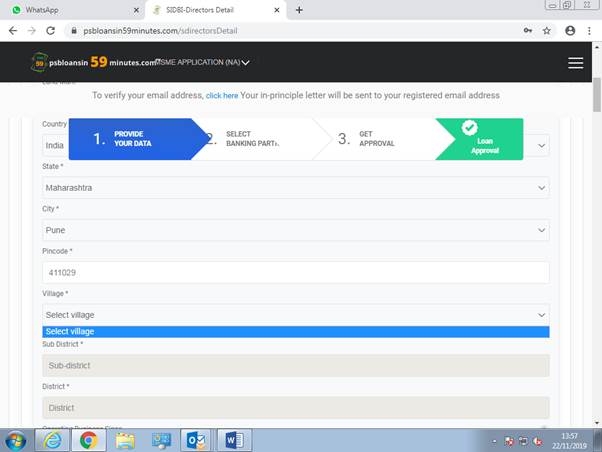 WhatsApp
SIDBI-Directors Detail
psbloansin59minutes.com/sdirectorsDetail
psbloansin 59 minutes.com
MSME APPLICATION (NA)
To verify your email address, click here Your in-principle letter will be sent to your registered email address
Country
India
1. PROVIDE YOUR DATA
2. SELECT
3. GET APPROVAL
Loan Approval
State *
Maharashtra
City *
Pune
Pincode *
411029
Village *
Select village
Select village
Sub District *
Sub-district
District *
District
13:57
22/11/2019